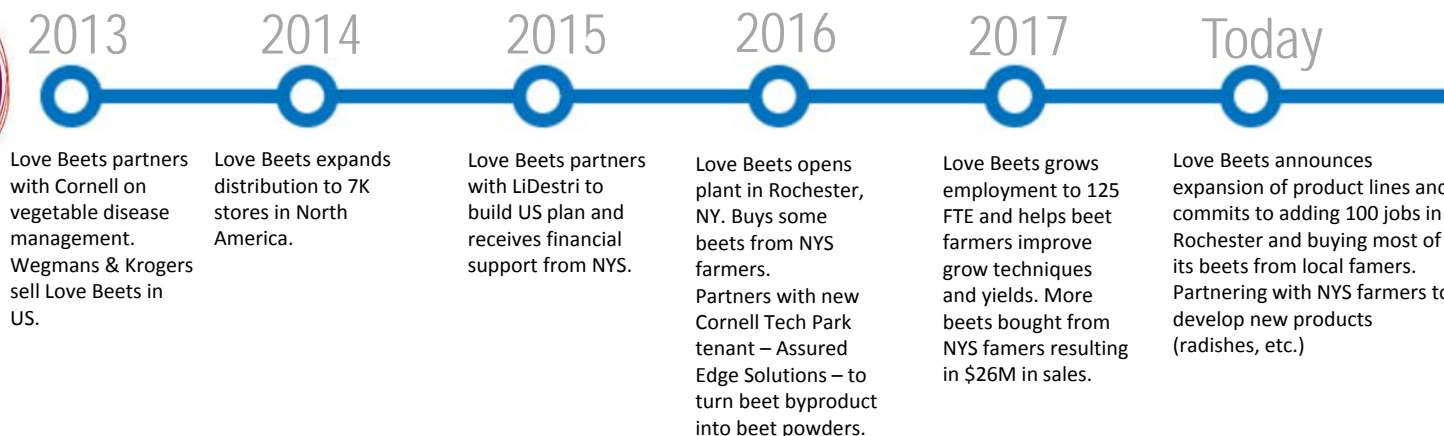 2013
2014
2015
2016
2017
Today
Love Beets partners
with Cornell on
vegetable disease
management.
Wegmans & Krogers
sell Love Beets in
US.
Love Beets expands
distribution to 7K
stores in North
America.
Love Beets partners
with LiDestri to
build US plan and
receives financial
support from NYS.
Love Beets opens
plant in Rochester,
NY. Buys some
beets from NYS
farmers.
Partners with new
Cornell Tech Park
tenant – Assured
Edge Solutions – to
turn beet byproduct
into beet powders.
Love Beets grows
employment to 125
FTE and helps beet
farmers improve
grow techniques
and yields. More
beets bought from
NYS famers resulting
in $26M in sales.
Love Beets announces
expansion of product lines and
commits to adding 100 jobs in
Rochester and buying most of
its beets from local famers.
Partnering with NYS farmers to
develop new products
(radishes, etc.)